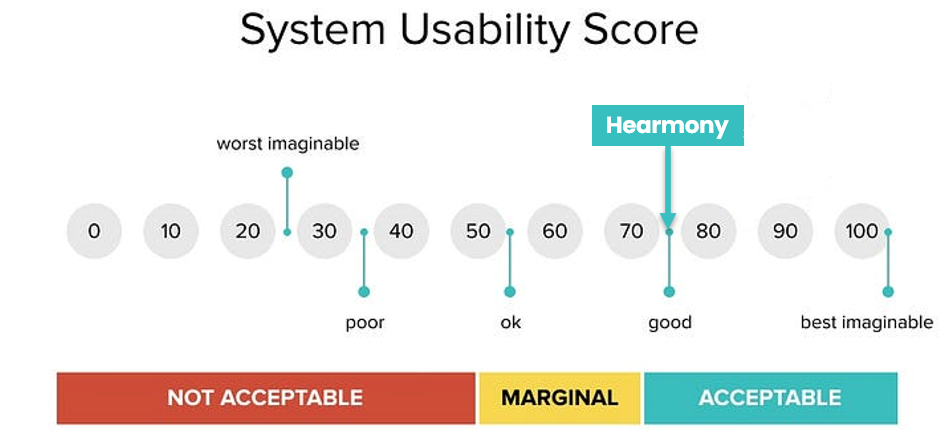 System Usability Score
Hearmony
worst imaginable
0 10 20 30 40 50 60 70 80 90 100
poor ok good best imaginable
NOT ACCEPTABLE MARGINAL ACCEPTABLE